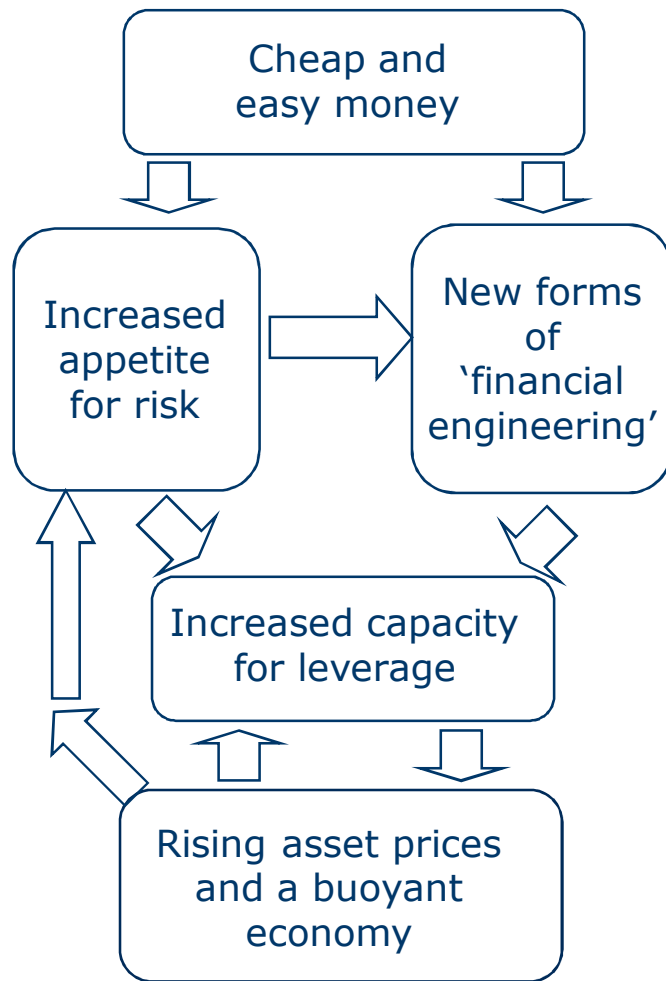 Cheap and
easy money
Increased
appetite
for risk
New forms
of
‘financial
engineering’
Increased capacity
for leverage
Rising asset prices
and a buoyant
economy